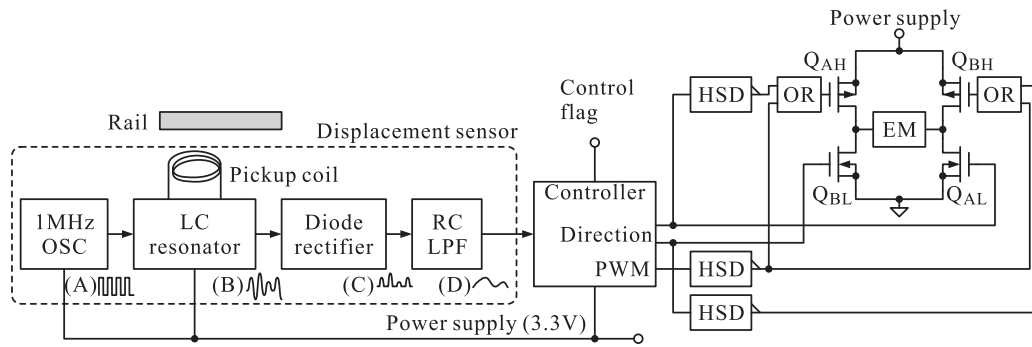 Power supply
Q_AH
Q_BH
HSD
OR
OR
Control
flag
EM
Rail
Displacement sensor
Pickup coil
Q_BL
Q_AL
Controller
1MHz
OSC
LC
resonator
Diode
rectifier
RC
LPF
Direction
PWM
HSD
(A)
(B)
(C)
(D)
HSD
Power supply (3.3V)